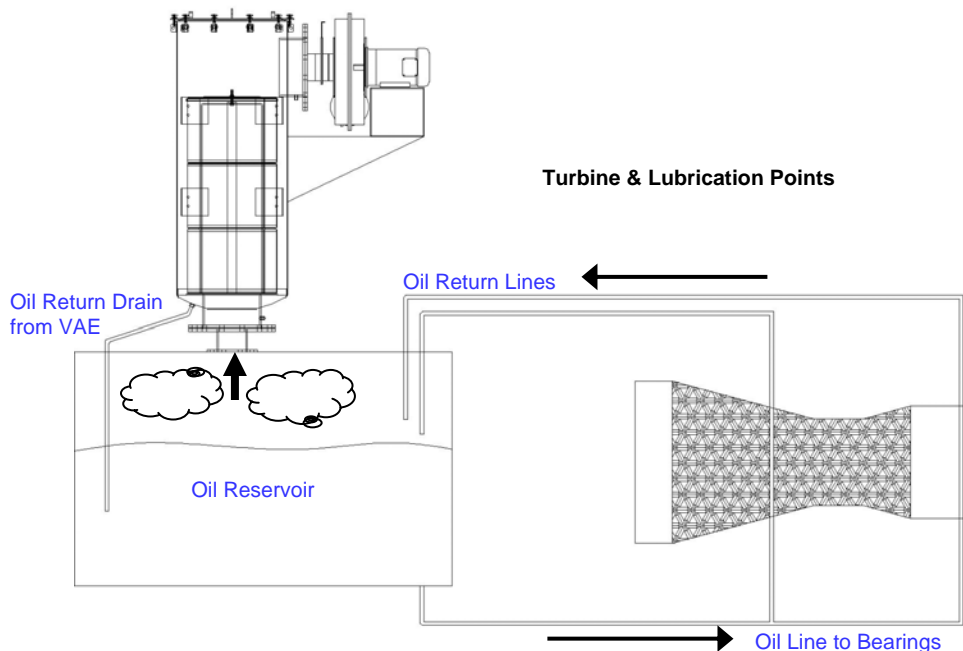 Turbine & Lubrication Points
Oil Return Lines
Oil Return Drain
from VAE
Oil Reservoir
Oil Line to Bearings